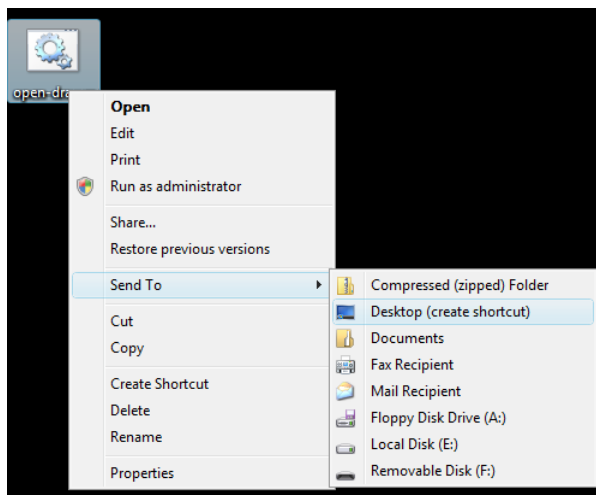 open-dra
Open
Edit
Print
Run as administrator
Share...
Restore previous versions
Send To
Cut
Copy
Create Shortcut
Delete
Rename
Properties
Compressed (zipped) Folder
Desktop (create shortcut)
Documents
Fax Recipient
Mail Recipient
Floppy Disk Drive (A:)
Local Disk (E:)
Removable Disk (F:)